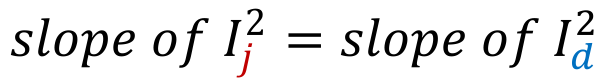 slope of I_j^2 = slope of I_d^2